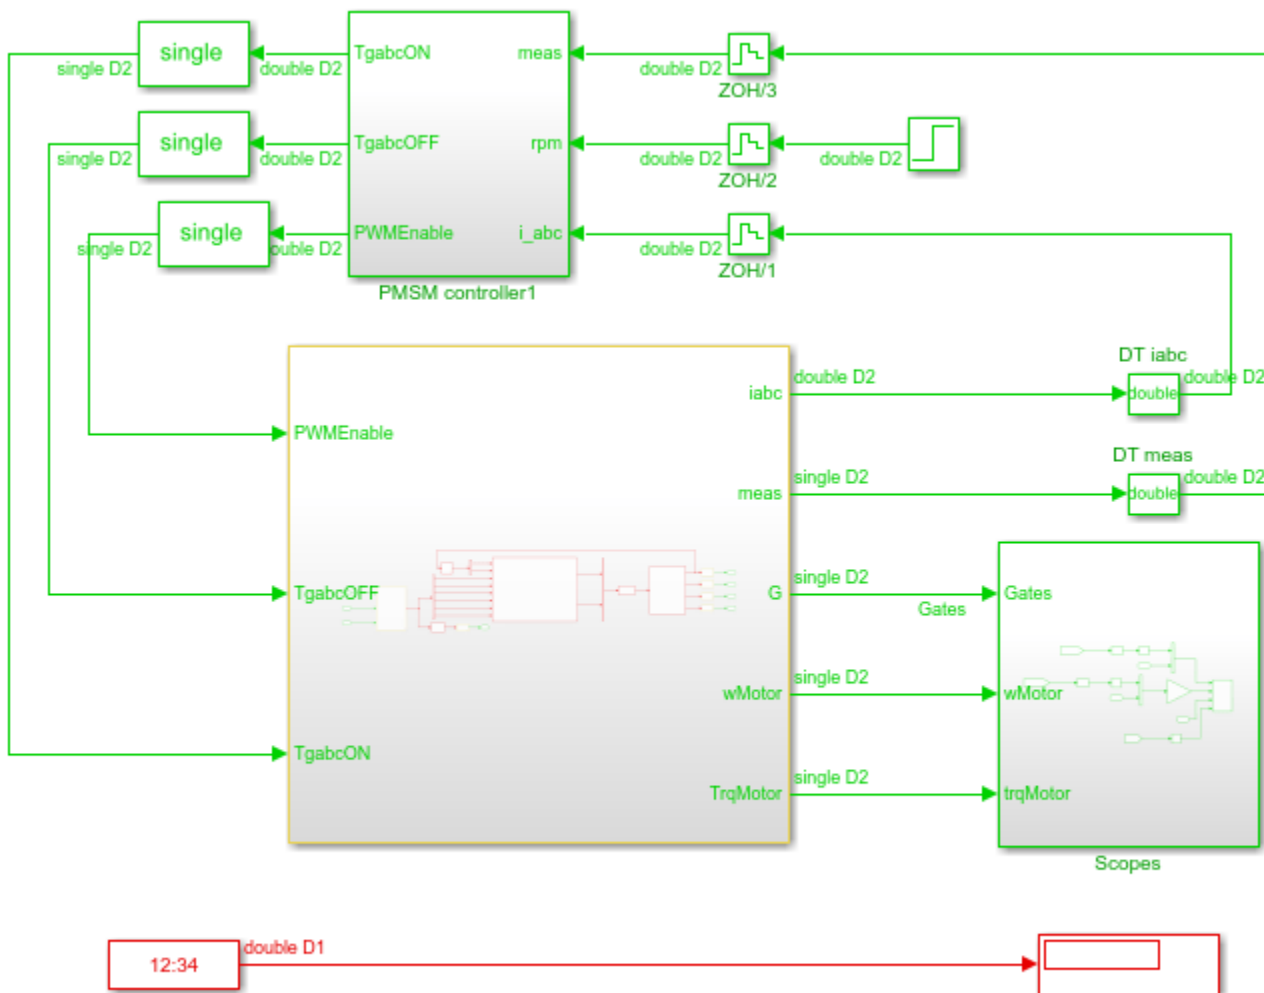 single
single D2
double D2
TgabcON
meas
double D2
ZOH/3
single
single D2
double D2
TgabcOFF
rpm
double D2
ZOH/2
double D2
single
single D2
ouble D2
PWMEnable
i_abc
double D2
ZOH/1
PMSM controller1
iabc
double D2
DT iabc
double
double D2
PWMEnable
meas
single D2
DT meas
double
double D2
TgabcOFF
G
single D2
Gates
Gates
wMotor
single D2
wMotor
TgabcON
TrqMotor
single D2
trqMotor
Scopes
12:34
double D1